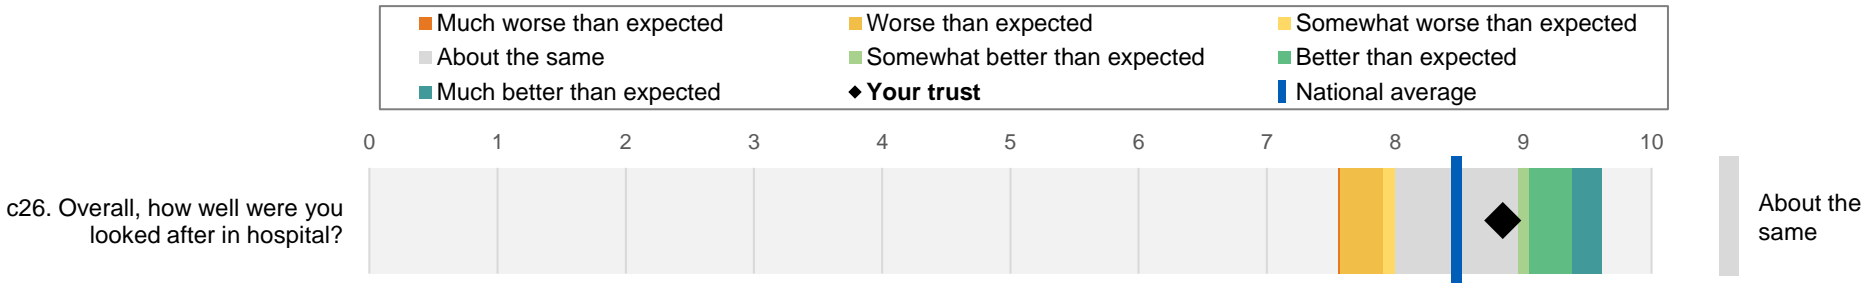 Much worse than expected
Worse than expected
Somewhat worse than expected
About the same
Somewhat better than expected
Better than expected
Much better than expected
Your trust
National average
0 1 2 3 4 5 6 7 8 9 10
c26. Overall, how well were you
looked after in hospital?
About the
same